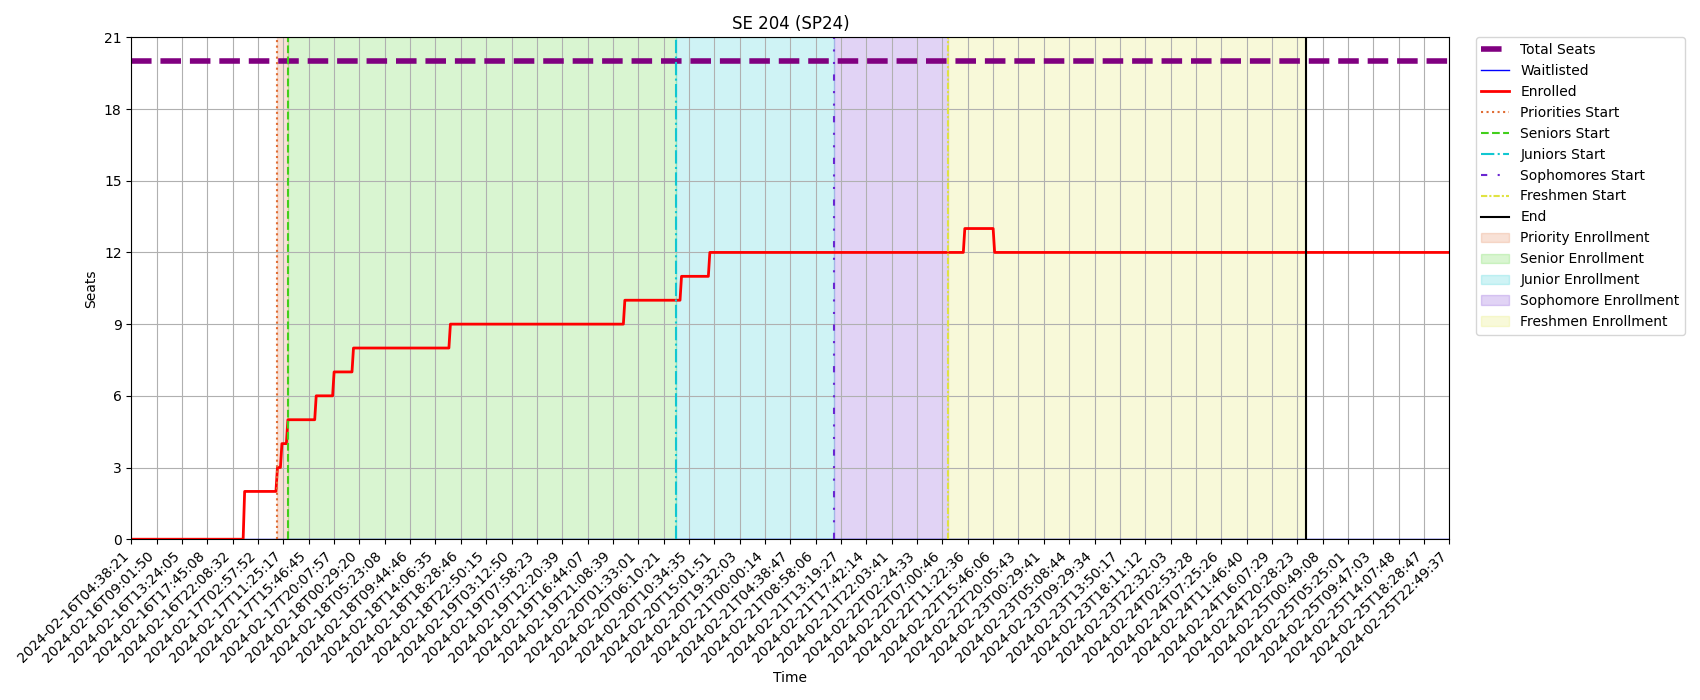 SE 204 (SP24)
21
18
15
12
9
6
3
0
Seats
2024-02-16T04:38:21
2024-02-16T09:01:50
2024-02-16T13:24:05
2024-02-16T17:45:08
2024-02-16T22:08:32
2024-02-17T02:57:52
2024-02-17T11:25:17
2024-02-17T15:46:45
2024-02-17T20:07:57
2024-02-18T00:29:20
2024-02-18T05:23:08
2024-02-18T09:44:46
2024-02-18T14:06:35
2024-02-18T18:28:46
2024-02-18T22:50:15
2024-02-19T03:12:50
2024-02-19T07:58:23
2024-02-19T12:20:39
2024-02-19T16:44:07
2024-02-19T21:08:39
2024-02-20T01:33:01
2024-02-20T06:10:21
2024-02-20T10:34:35
2024-02-20T15:01:51
2024-02-20T19:32:03
2024-02-21T00:00:14
2024-02-21T04:38:47
2024-02-21T08:58:06
2024-02-21T13:19:27
2024-02-21T17:42:14
2024-02-21T22:03:41
2024-02-22T02:24:33
2024-02-22T07:00:46
2024-02-22T11:22:36
2024-02-22T15:46:06
2024-02-22T20:05:43
2024-02-23T00:29:41
2024-02-23T05:08:44
2024-02-23T09:29:34
2024-02-23T13:50:17
2024-02-23T18:11:12
2024-02-23T22:32:03
2024-02-24T02:53:28
2024-02-24T07:25:26
2024-02-24T11:46:40
2024-02-24T16:07:29
2024-02-24T20:28:23
2024-02-25T00:49:08
2024-02-25T05:25:01
2024-02-25T09:47:03
2024-02-25T14:07:48
2024-02-25T18:28:47
2024-02-25T22:49:37
Time
Total Seats
Waitlisted
Enrolled
Priorities Start
Seniors Start
Juniors Start
Sophomores Start
Freshmen Start
End
Priority Enrollment
Senior Enrollment
Junior Enrollment
Sophomore Enrollment
Freshmen Enrollment